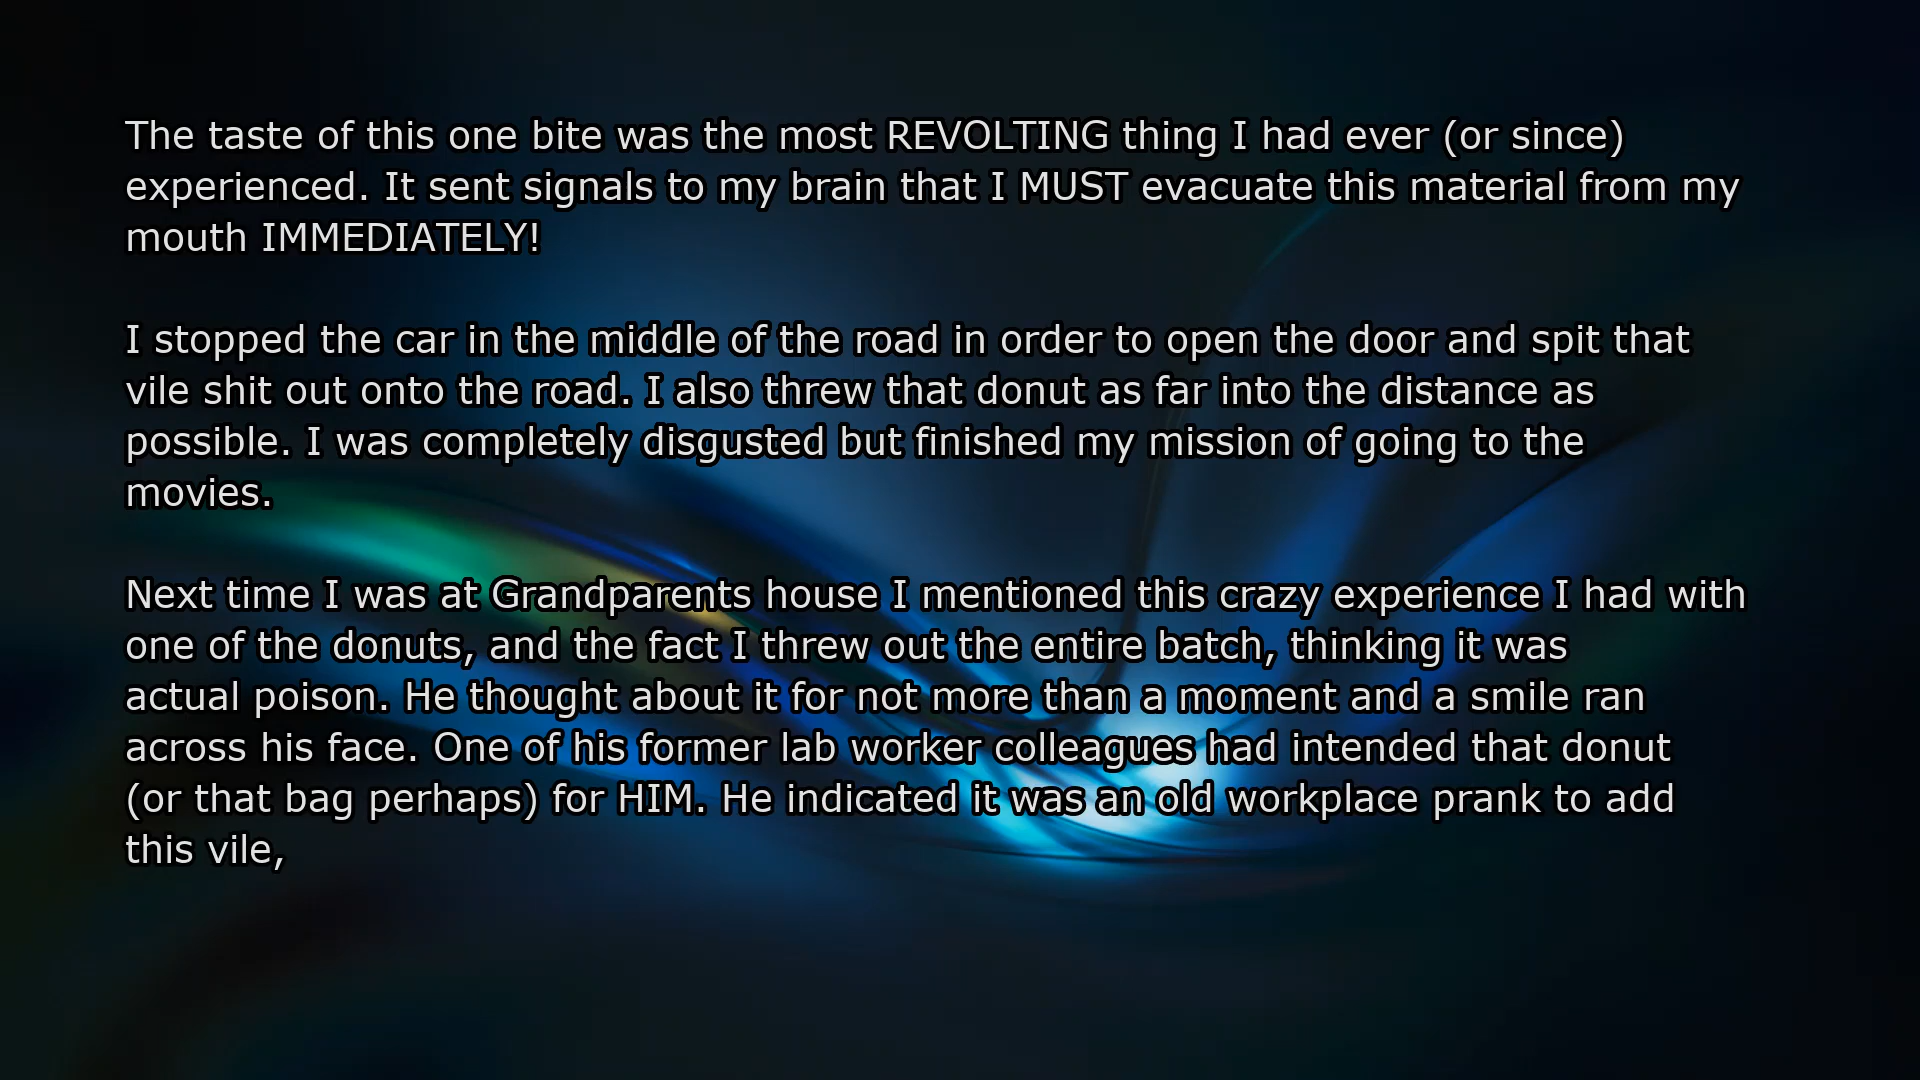 The taste of this one bite was the most REVOLTING thing I had ever (or since)
experienced. It sent signals to my brain that I MUST evacuate this material from my
mouth IMMEDIATELY!
I stopped the car in the middle of the road in order to open the door and spit that
vile shit out onto the road. I also threw that donut as far into the distance as
possible. I was completely disgusted but finished my mission of going to the
movies.
Next time I was at Grandparents house I mentioned this crazy experience I had with
one of the donuts, and the fact I threw out the entire batch, thinking it was
actual poison. He thought about it for not more than a moment and a smile ran
across his face. One of his former lab worker colleagues had intended that donut
(or that bag perhaps) for HIM. He indicated it was an old workplace prank to add
this vile,